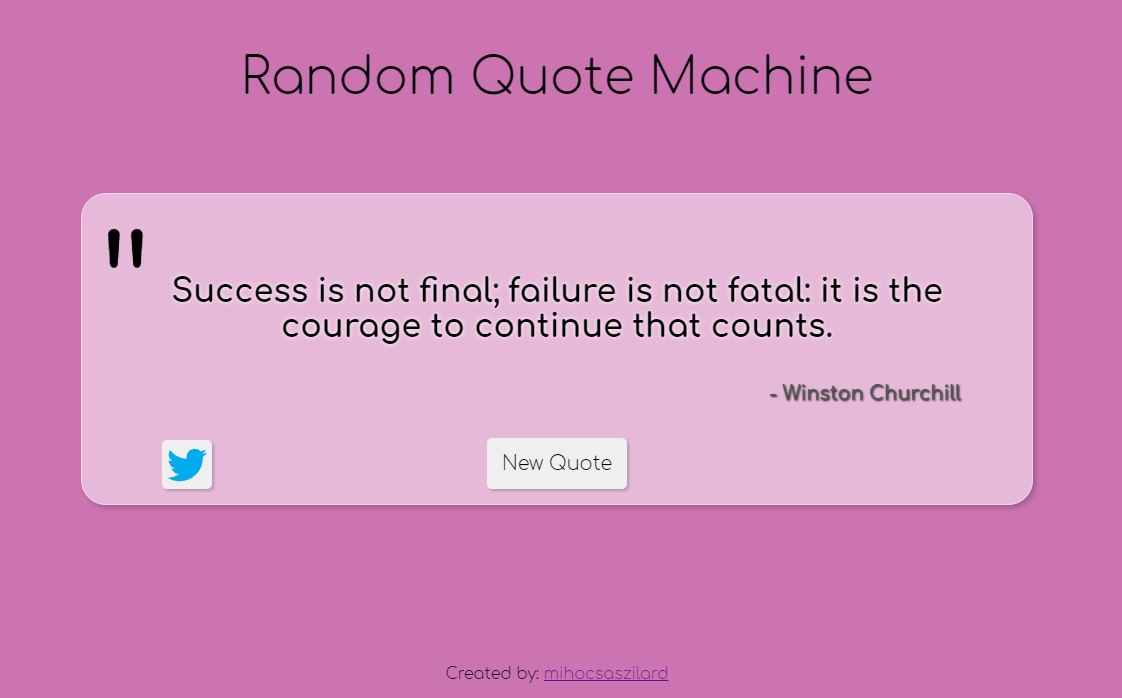 Random Quote Machine
"
Success is not final; failure is not fatal: it is the
courage to continue that counts.
- Winston Churchill
New Quote
Created by: mihocsaszilard